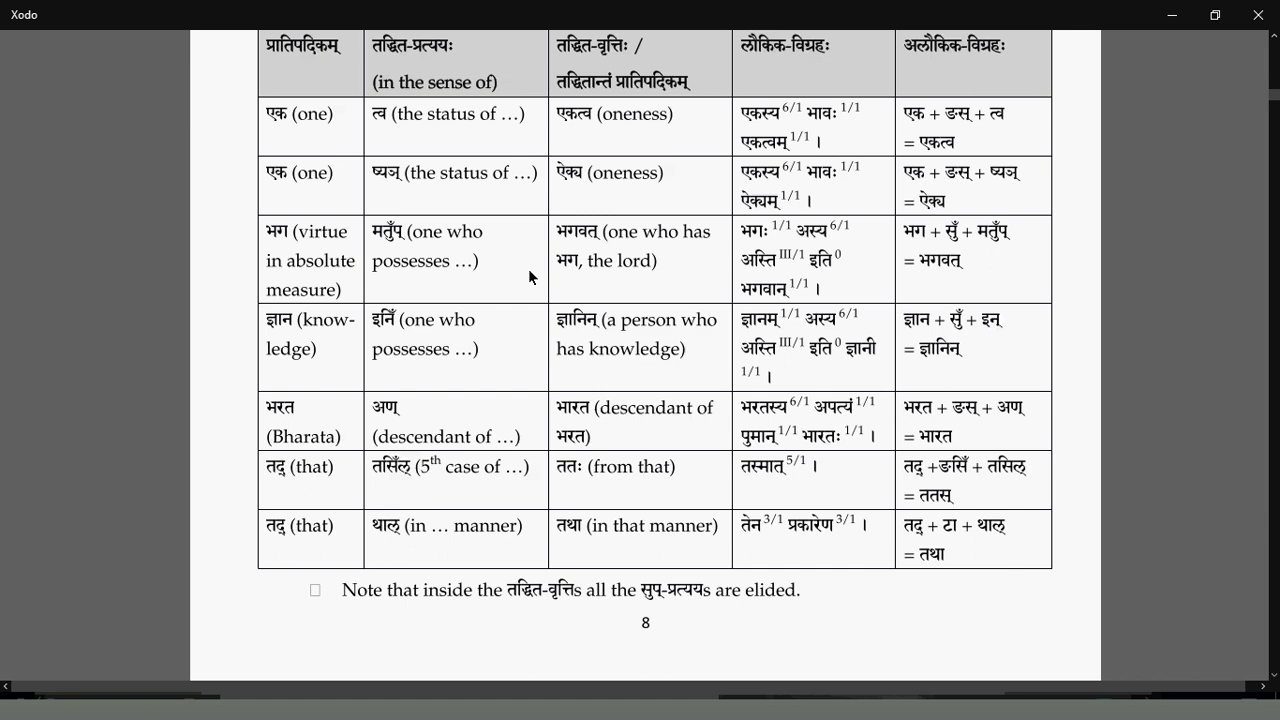 Xodo
प्रातिपदिकम् तद्धित-प्रत्ययः तद्धित-वृत्तिः / लौकिक-विग्रहः अलौकिक-विग्रहः
(in the sense of) तद्धितान्तं प्रातिपदिकम्
एक (one) त्व (the status of …) एकत्व (oneness) एकस्य 6/1 भावः 1/1 एक + ङस् + त्व
एकत्वम् 1/1 । = एकत्व
एक (one) ष्यञ् (the status of …) ऐक्य (oneness) एकस्य 6/1 भावः 1/1 एक + ङस् + ष्यञ्
ऐक्यम् 1/1 । = ऐक्य
भग (virtue मतुँप् (one who भगवत् (one who has भगः 1/1 अस्य 6/1 भग + सुँ + मतुँप्
in absolute possesses …) भग, the lord) अस्ति III/1 इति 0 = भगवत्
measure) भगवान् 1/1 ।
ज्ञान (know- इनिँ (one who ज्ञानिन् (a person who ज्ञानम् 1/1 अस्य 6/1 ज्ञान + सुँ + इन्
ledge) possesses …) has knowledge) अस्ति III/1 इति 0 ज्ञानी = ज्ञानिन्
1/1 ।
भरत अण् भारत (descendant of भरतस्य 6/1 अपत्यं 1/1 भरत + ङस् + अण्
(Bharata) (descendant of …) भरत) पुमान् 1/1 भारतः 1/1 । = भारत
तद् (that) तसिँल् (5th case of …) ततः (from that) तस्मात् 5/1 । तद् +ङसिँ + तसिल्
= ततस्
तद् (that) थाल् (in … manner) तथा (in that manner) तेन 3/1 प्रकारेण 3/1 । तद् + टा + थाल्
= तथा
Note that inside the तद्धित-वृत्तिs all the सुप्-प्रत्ययs are elided.
8